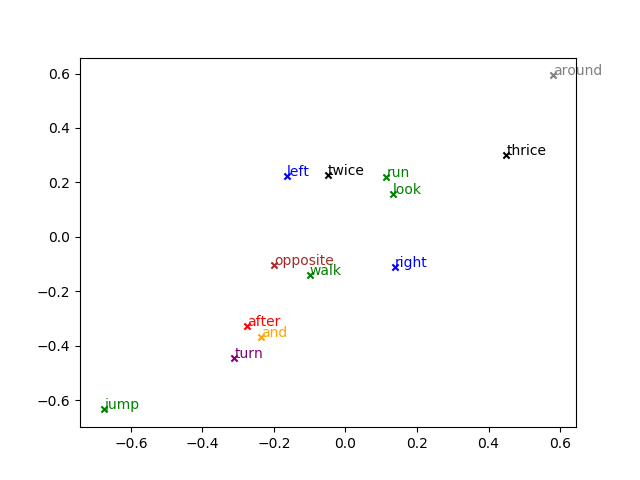 around
0.6
0.4
thrice
left
twice
run
look
0.2
0.0
opposite
walk
right
−0.2
after
and
turn
−0.4
jump
−0.6
−0.6 −0.4 −0.2 0.0 0.2 0.4 0.6